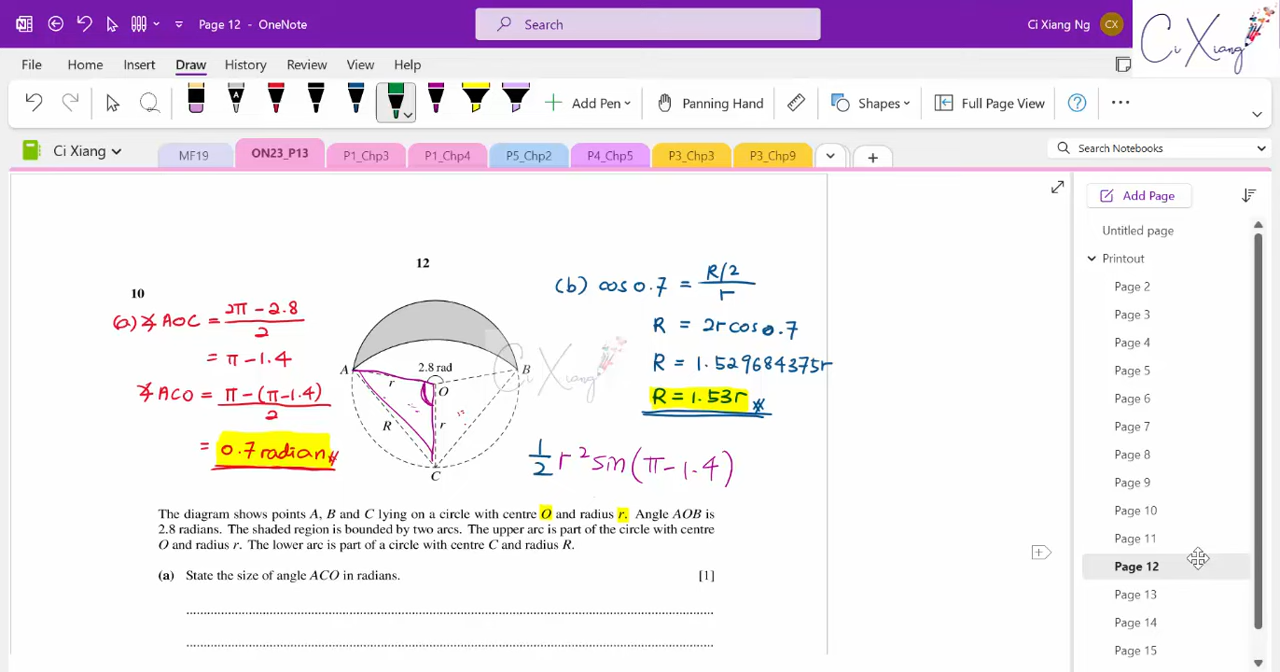 Page 12 - OneNote
Search
Ci Xiang Ng
CX
Ci Xiang
File Home Insert Draw History Review View Help
A
Add Pen
Panning Hand
Shapes
Full Page View
Ci Xiang
MF19
ON23_P13
P1_Chp3
P1_Chp4
P5_Chp2
P4_Chp5
P3_Chp3
P3_Chp9
Search Notebooks
Add Page
Untitled page
Printout
Page 2
Page 3
Page 4
Page 5
Page 6
Page 7
Page 8
Page 9
Page 10
Page 11
Page 12
Page 13
Page 14
Page 15
12
10
(a) ∡AOC = 2π - 2.8 / 2
= π - 1.4
∡ACO = π - (π - 1.4) / 2
= 0.7 radian
A
B
C
O
2.8 rad
r
r
R
Ci Xiang
(b) cos 0.7 = R/2 / r
R = 2r cos 0.7
R = 1.529684375r
R = 1.53r
1/2 r² sin(π - 1.4)
The diagram shows points A, B and C lying on a circle with centre O and radius r. Angle AOB is
2.8 radians. The shaded region is bounded by two arcs. The upper arc is part of the circle with centre
O and radius r. The lower arc is part of a circle with centre C and radius R.
(a) State the size of angle ACO in radians. [1]